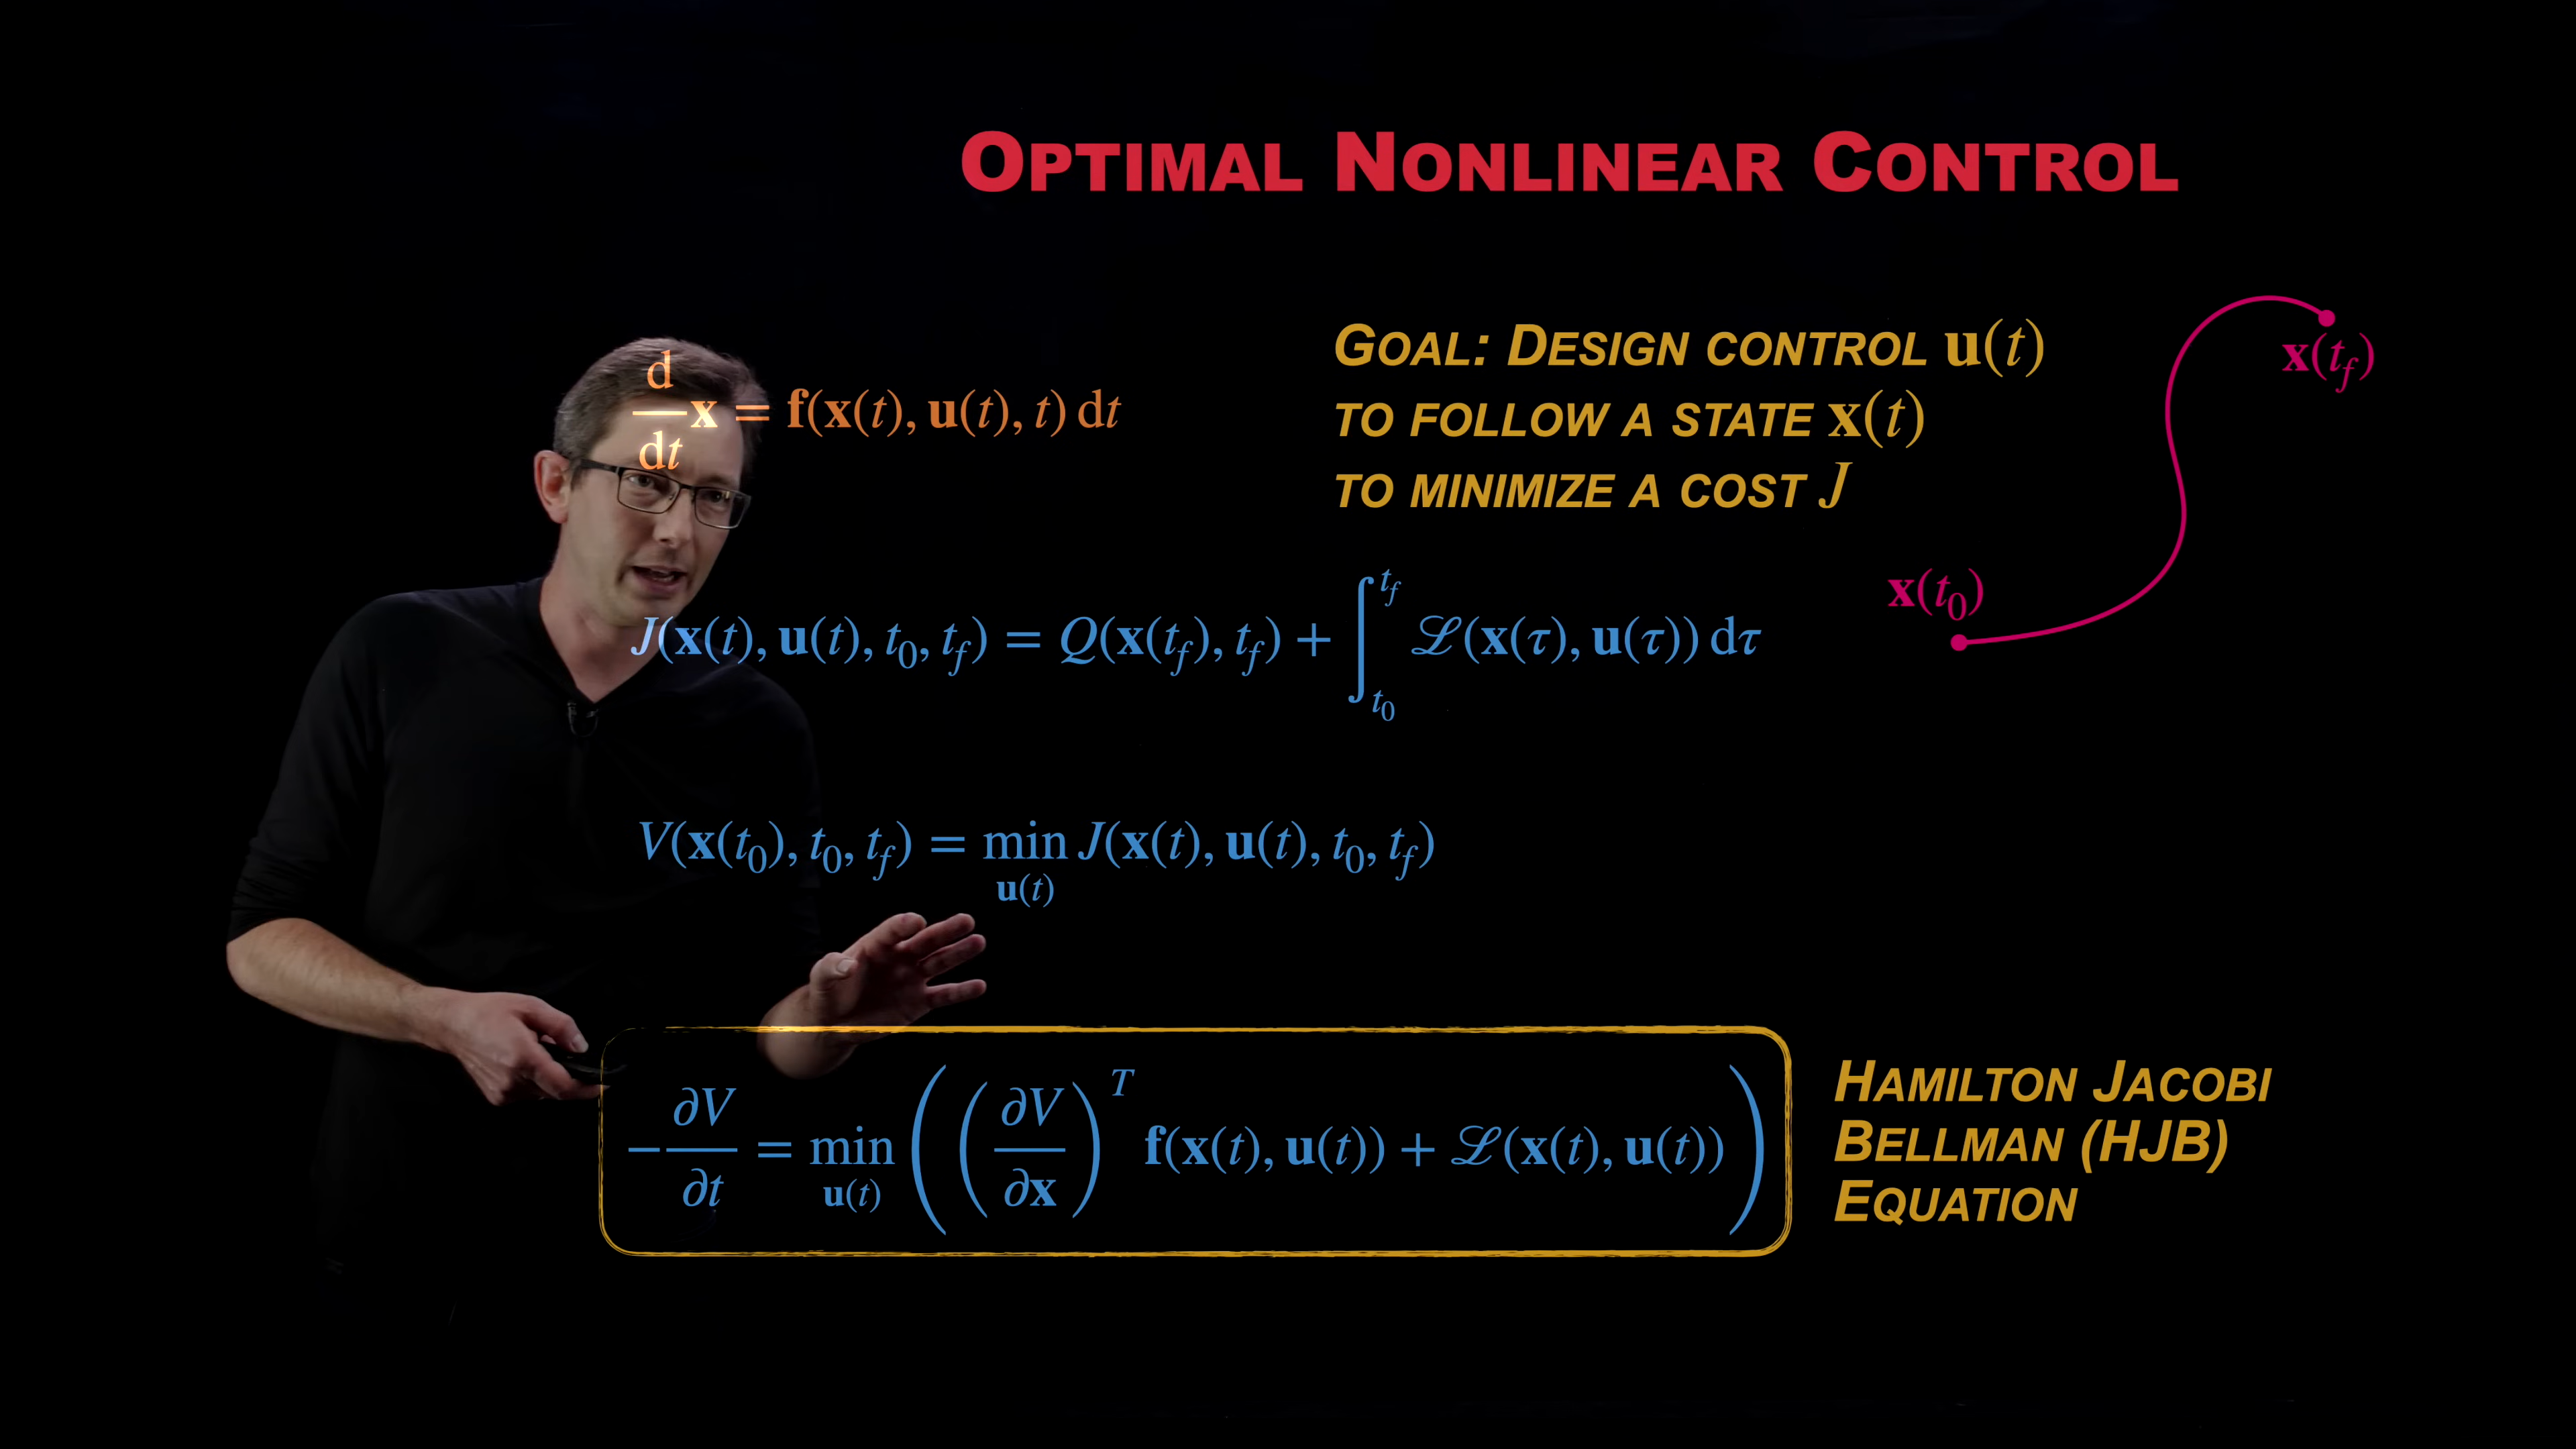 OPTIMAL NONLINEAR CONTROL
d/dt x = f(x(t), u(t), t) dt
GOAL: DESIGN CONTROL u(t)
TO FOLLOW A STATE x(t)
TO MINIMIZE A COST J
x(t_f)
x(t_0)
J(x(t), u(t), t_0, t_f) = Q(x(t_f), t_f) + ∫_{t_0}^{t_f} ℒ(x(τ), u(τ)) dτ
V(x(t_0), t_0, t_f) = min_{u(t)} J(x(t), u(t), t_0, t_f)
−∂V/∂t = min_{u(t)} ((∂V/∂x)^T f(x(t), u(t)) + ℒ(x(t), u(t)))
HAMILTON JACOBI
BELLMAN (HJB)
EQUATION